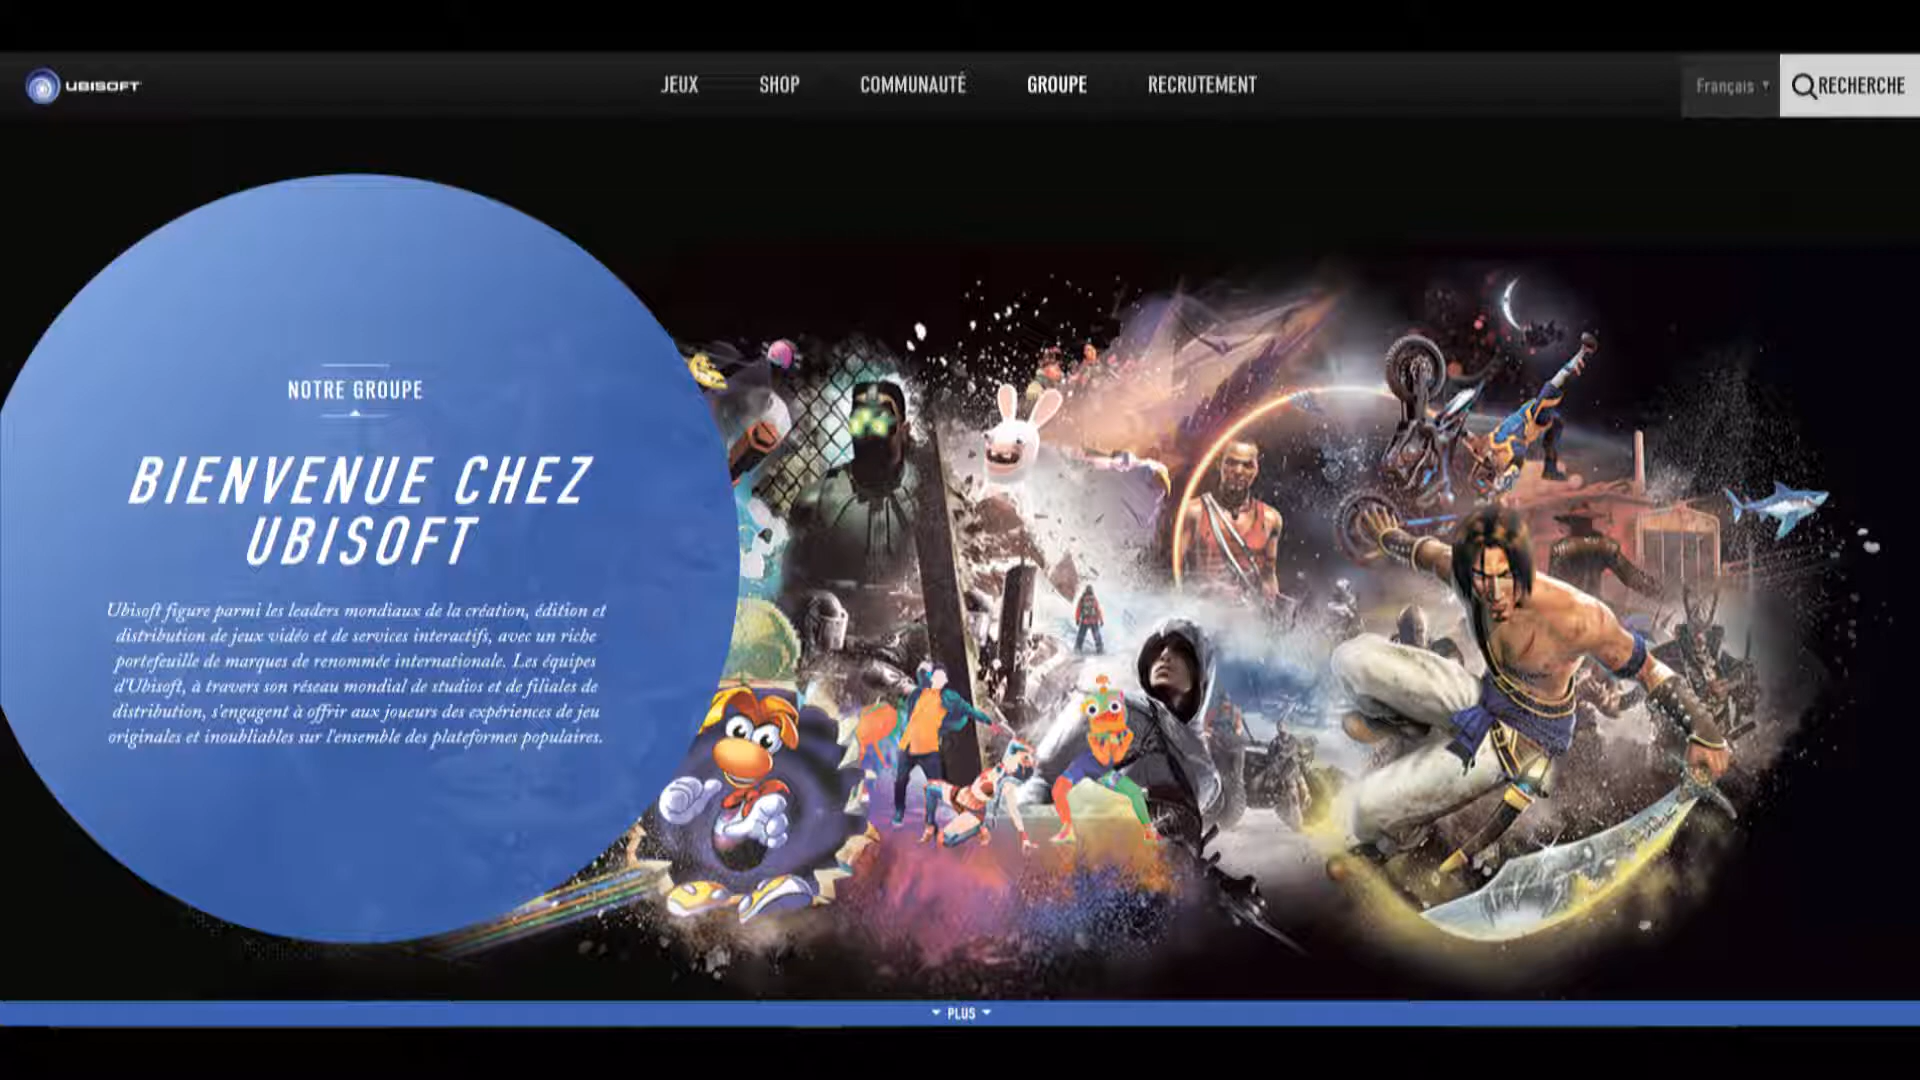 UBISOFT
JEUX SHOP COMMUNAUTÉ GROUPE RECRUTEMENT
Français
RECHERCHE
NOTRE GROUPE
BIENVENUE CHEZ
UBISOFT
Ubisoft figure parmi les leaders mondiaux de la création, édition et
distribution de jeux vidéo et de services interactifs, avec un riche
portefeuille de marques de renommée internationale. Les équipes
d'Ubisoft, à travers son réseau mondial de studios et de filiales de
distribution, s'engagent à offrir aux joueurs des expériences de jeu
originales et inoubliables sur l'ensemble des plateformes populaires.
PLUS